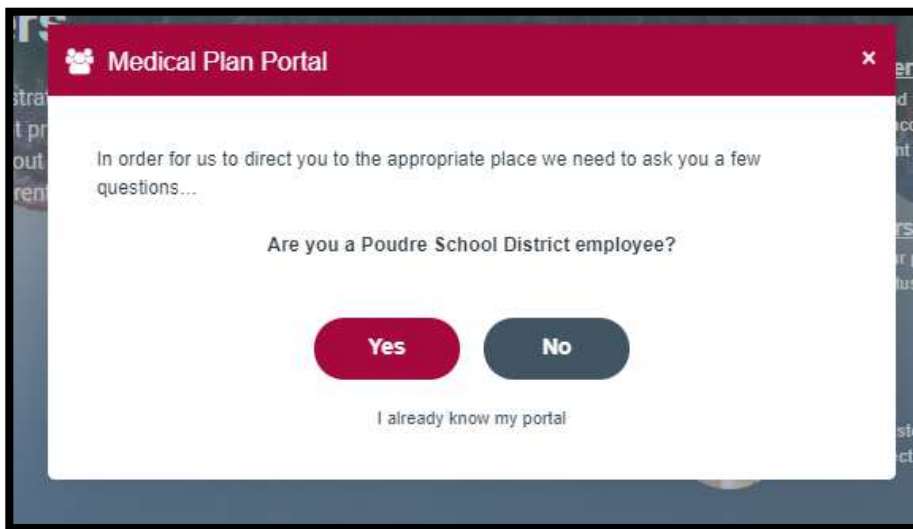 Medical Plan Portal
×
In order for us to direct you to the appropriate place we need to ask you a few
questions...
Are you a Poudre School District employee?
Yes
No
I already know my portal